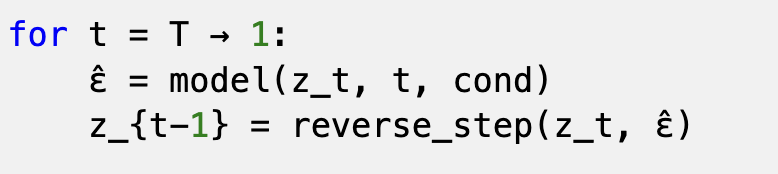 for t = T → 1:
    ε̂ = model(z_t, t, cond)
    z_{t−1} = reverse_step(z_t, ε̂)